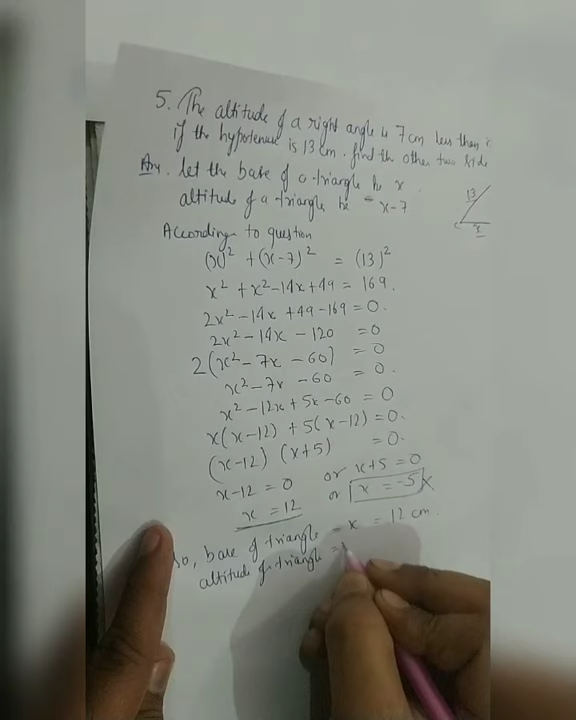 5. The altitude of a right angle is 7cm less then
if the hypotenuse is 13 cm. find the other two side
Ans. let the base of a triangle be x
altitude of a triangle be = x-7
According to question
(x)² + (x-7)² = (13)²
x² + x² -14x + 49 = 169.
2x² - 14x + 49 - 169 = 0.
2x² - 14x - 120 = 0
2(x² - 7x - 60) = 0
x² - 7x - 60 = 0.
x² - 12x + 5x - 60 = 0
x(x-12) + 5(x-12) = 0.
(x-12) (x+5) = 0.
x-12 = 0 or x+5 = 0
x = 12 or x = -5 x
So, base of triangle = x = 12 cm.
altitude of triangle =
13
x